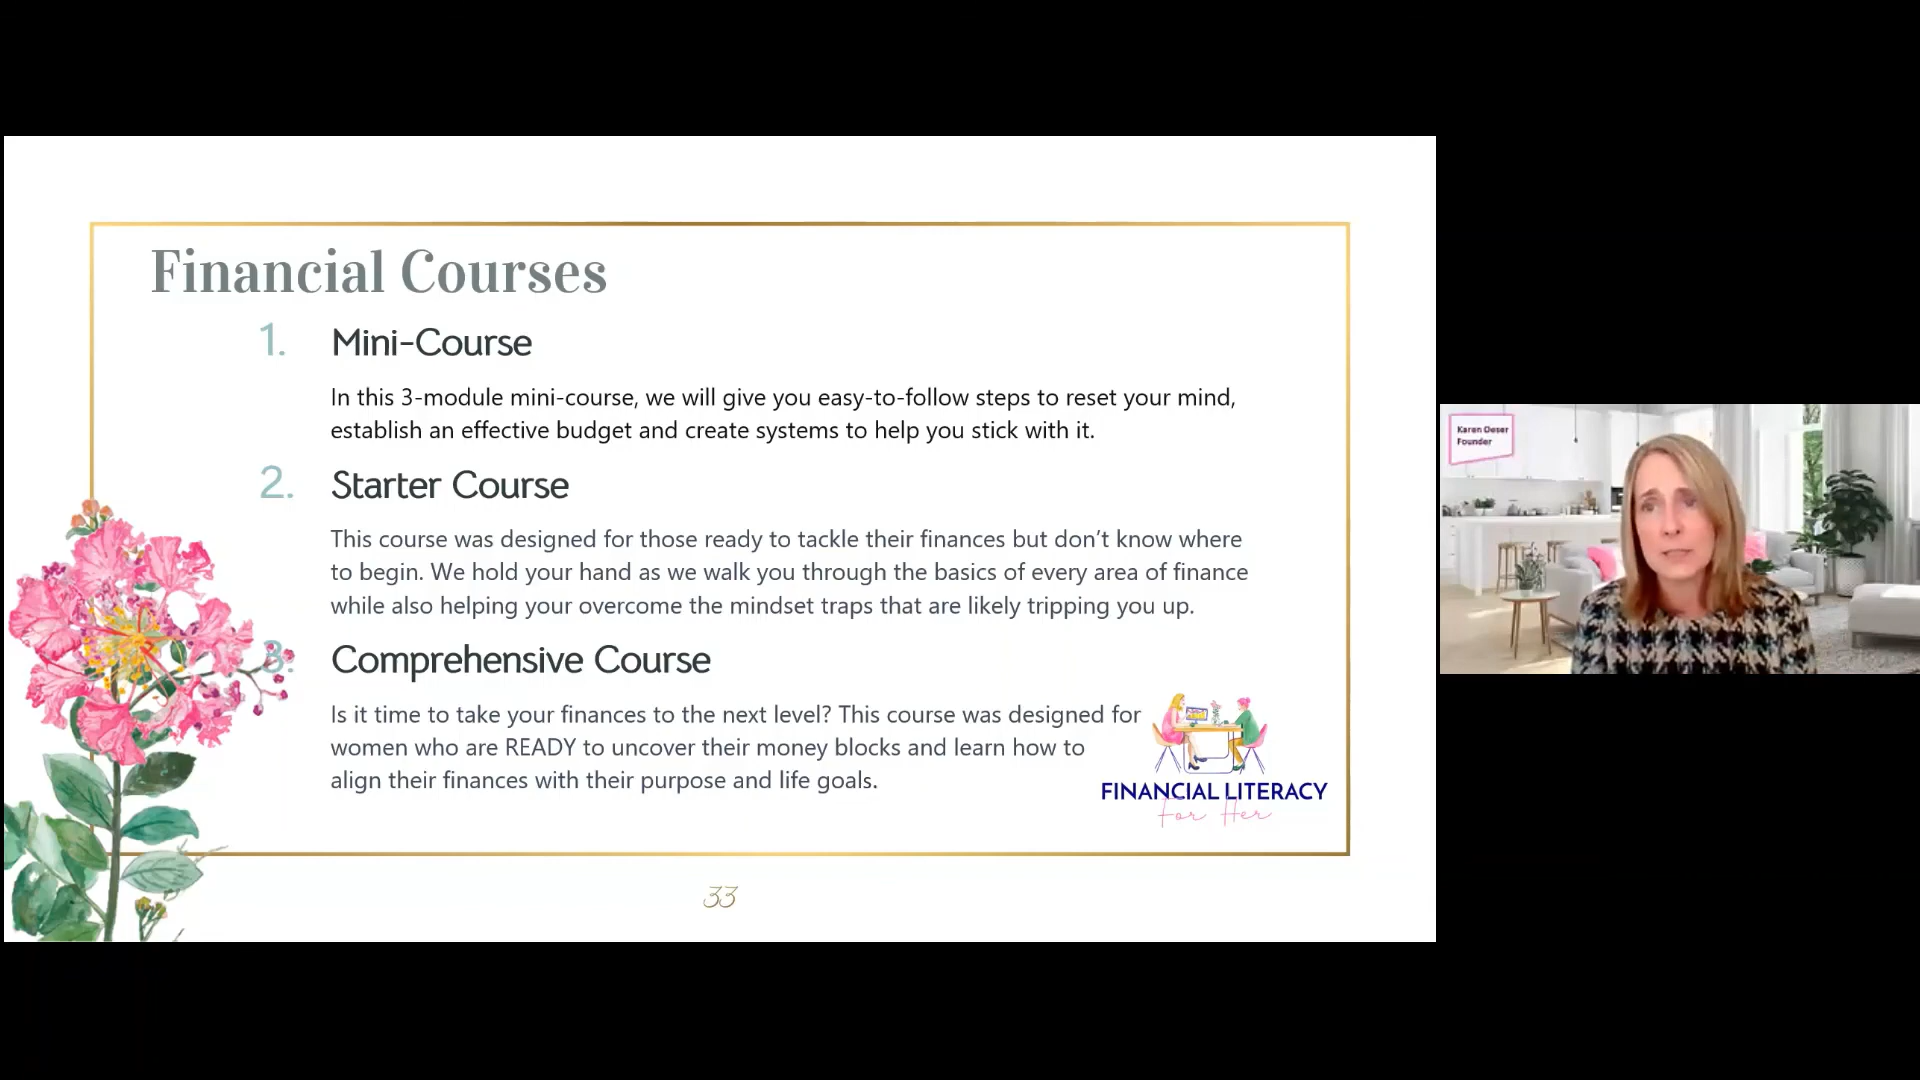 Financial Courses
1. Mini-Course
In this 3-module mini-course, we will give you easy-to-follow steps to reset your mind,
establish an effective budget and create systems to help you stick with it.
2. Starter Course
This course was designed for those ready to tackle their finances but don’t know where
to begin. We hold your hand as we walk you through the basics of every area of finance
while also helping your overcome the mindset traps that are likely tripping you up.
3. Comprehensive Course
Is it time to take your finances to the next level? This course was designed for
women who are READY to uncover their money blocks and learn how to
align their finances with their purpose and life goals.
FINANCIAL LITERACY
For Her
33
Karen Oeser
Founder